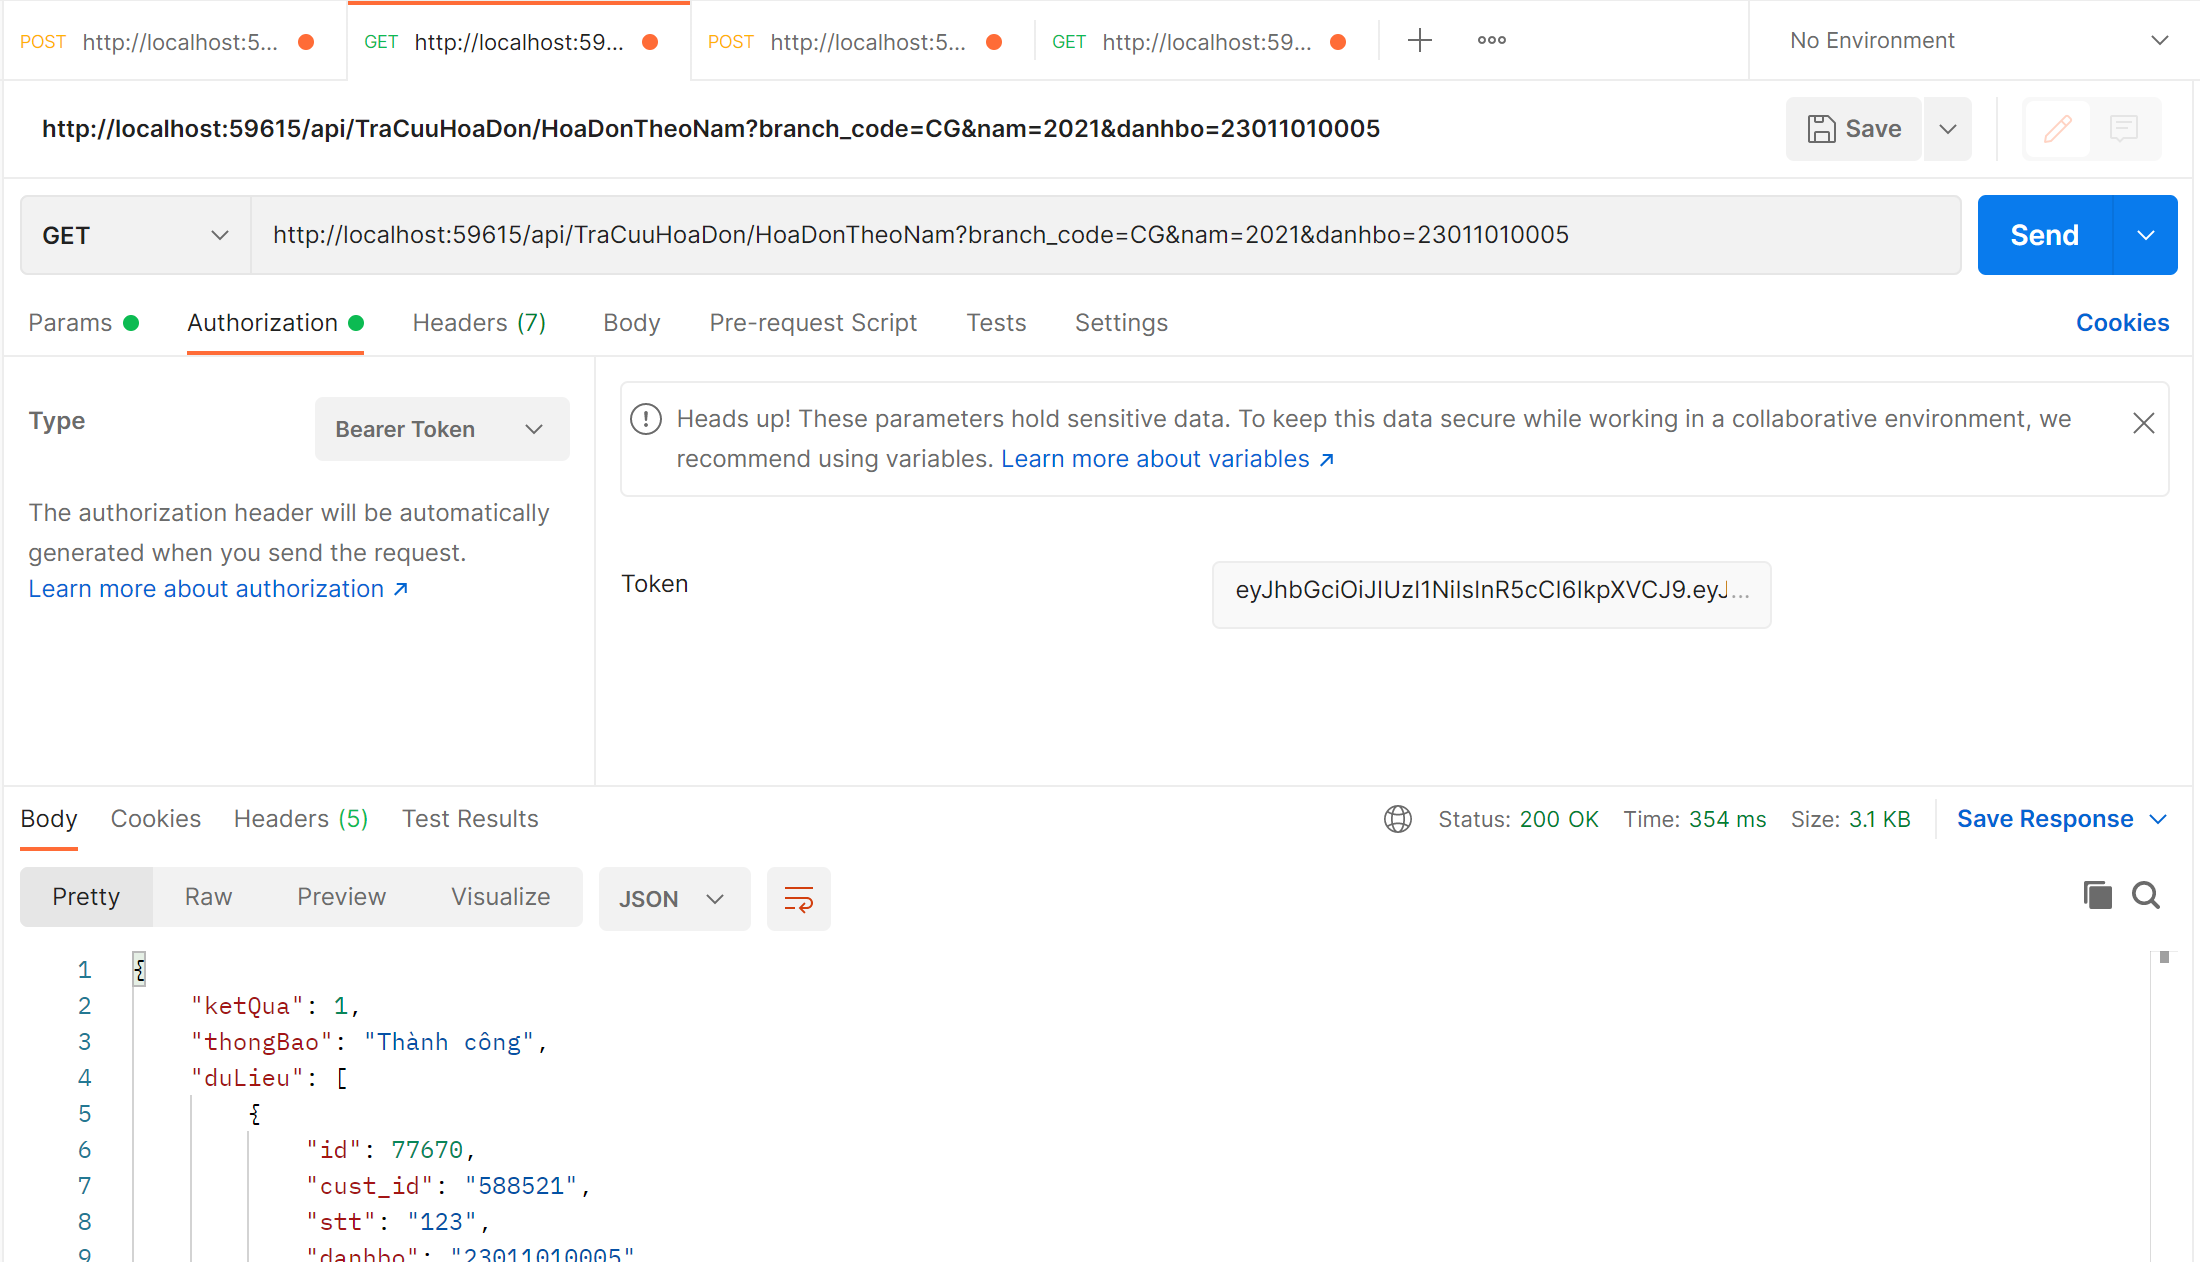 POST http://localhost:5... GET http://localhost:59... POST http://localhost:5... GET http://localhost:59... No Environment
http://localhost:59615/api/TraCuuHoaDon/HoaDonTheoNam?branch_code=CG&nam=2021&danhbo=23011010005 Save
GET http://localhost:59615/api/TraCuuHoaDon/HoaDonTheoNam?branch_code=CG&nam=2021&danhbo=23011010005 Send
Params Authorization Headers (7) Body Pre-request Script Tests Settings Cookies
Type Bearer Token
The authorization header will be automatically
generated when you send the request.
Learn more about authorization ↗
Heads up! These parameters hold sensitive data. To keep this data secure while working in a collaborative environment, we
recommend using variables. Learn more about variables ↗
Token eyJhbGciOiJIUzI1NiIsInR5cCI6IkpXVCJ9.eyJ...
Body Cookies Headers (5) Test Results Status: 200 OK Time: 354 ms Size: 3.1 KB Save Response
Pretty Raw Preview Visualize JSON
1 {
2 "ketQua": 1,
3 "thongBao": "Thành công",
4 "duLieu": [
5 {
6 "id": 77670,
7 "cust_id": "588521",
8 "stt": "123",
9 "danhbo": "23011010005"